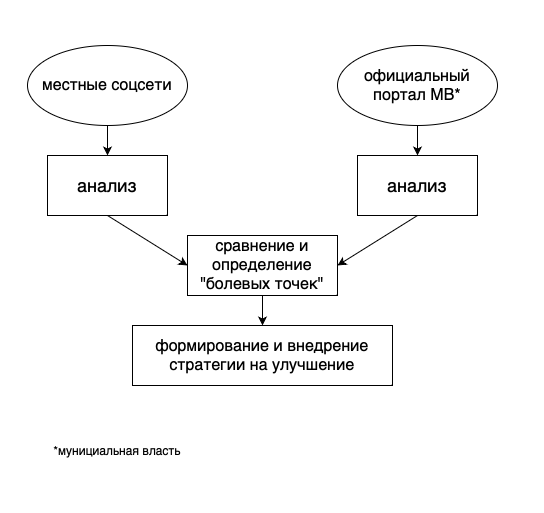 местные соцсети
официальный
портал МВ*
анализ
анализ
сравнение и
определение
"болевых точек"
формирование и внедрение
стратегии на улучшение
*муниципальная власть